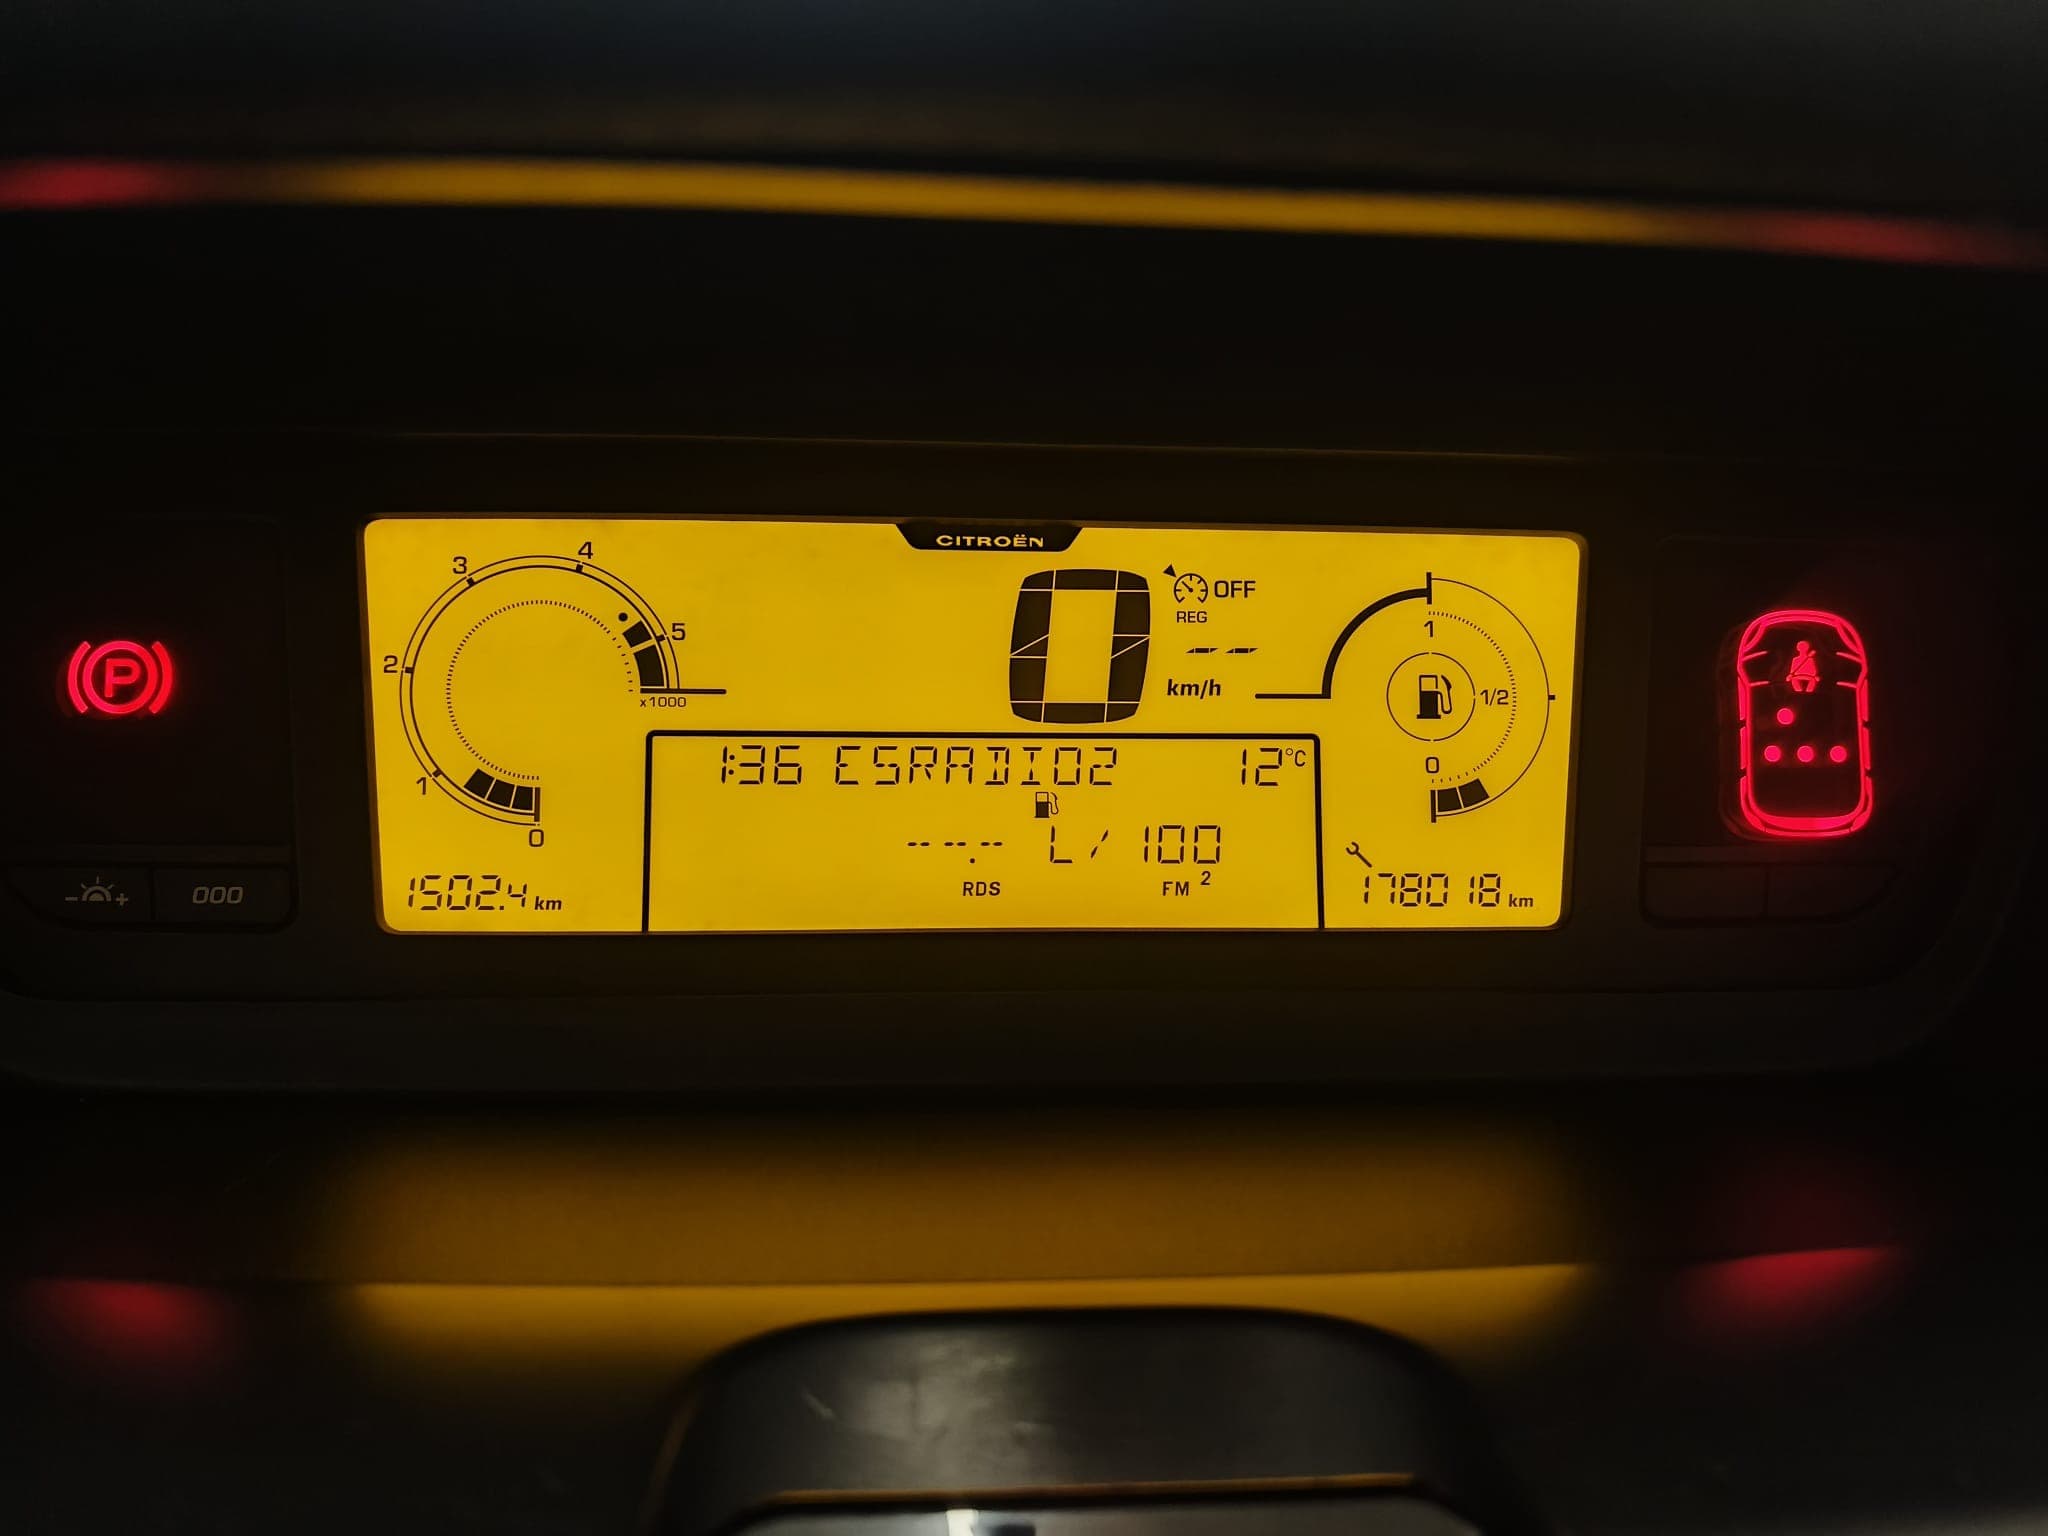 CITROËN
4
3
5
2
x1000
1
0
0
OFF
REG
-- --
km/h
1
1/2
0
P
1:36 ESRADIO2 12°C
--.- L/100
RDS FM 2
1502.4 km
178018 km
- + 000